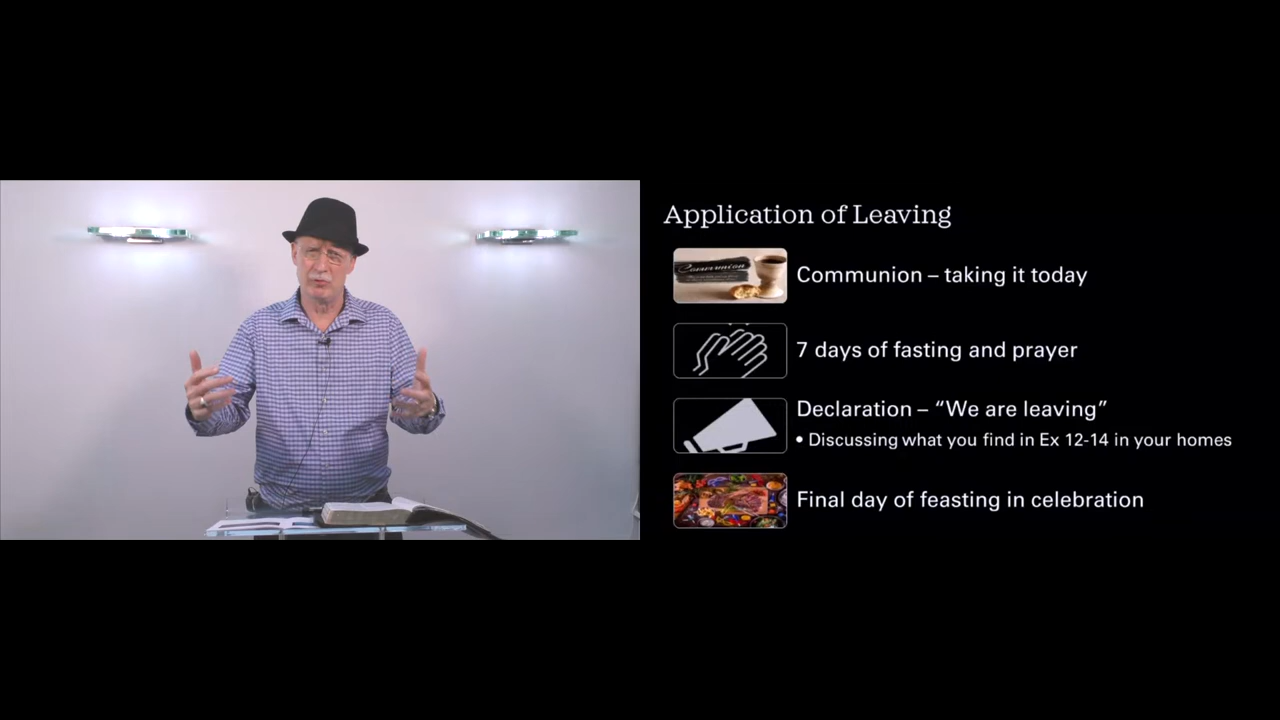 Application of Leaving
Communion
Communion – taking it today
7 days of fasting and prayer
Declaration – “We are leaving”
• Discussing what you find in Ex 12-14 in your homes
Final day of feasting in celebration